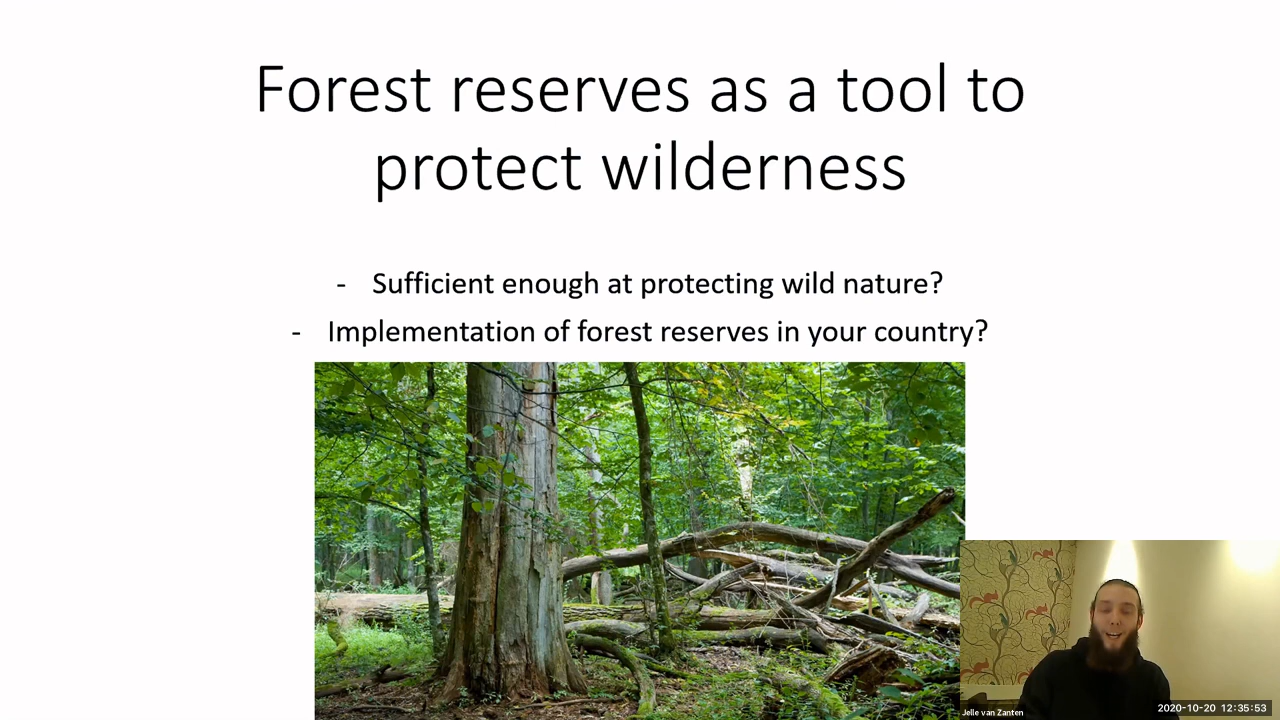 Forest reserves as a tool to
protect wilderness
- Sufficient enough at protecting wild nature?
- Implementation of forest reserves in your country?
Jelle van Zanten
2020-10-20 12:35:53